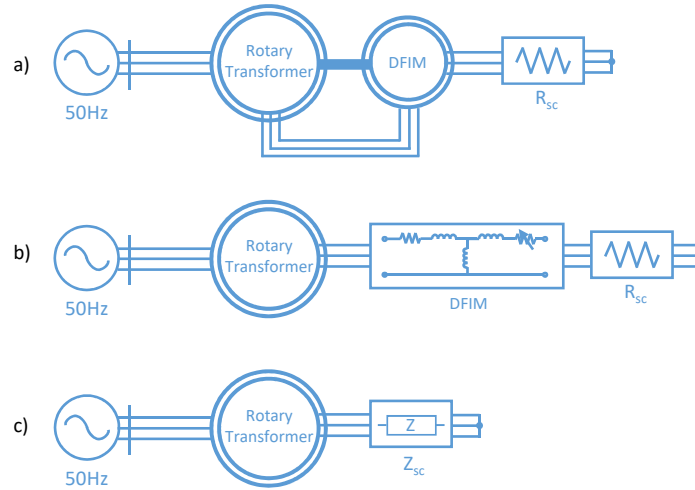 a)
50Hz
Rotary
Transformer
DFIM
Rsc
b)
50Hz
Rotary
Transformer
DFIM
Rsc
c)
50Hz
Rotary
Transformer
Z
Zsc